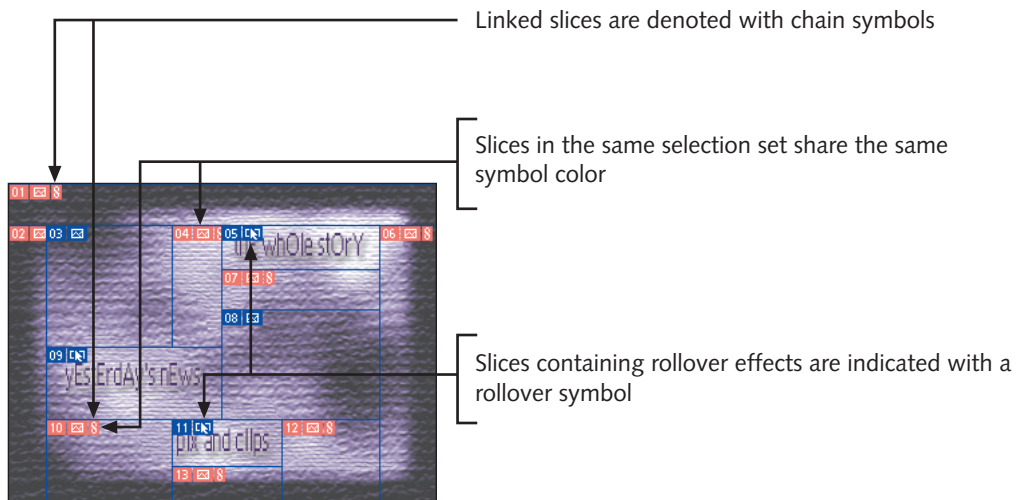 Linked slices are denoted with chain symbols
Slices in the same selection set share the same
symbol color
01
02 03 04 05 06
the whOle stOrY
07
08
09
yEstErdAy's nEws
10 11 12
pix and clIps
13
Slices containing rollover effects are indicated with a
rollover symbol